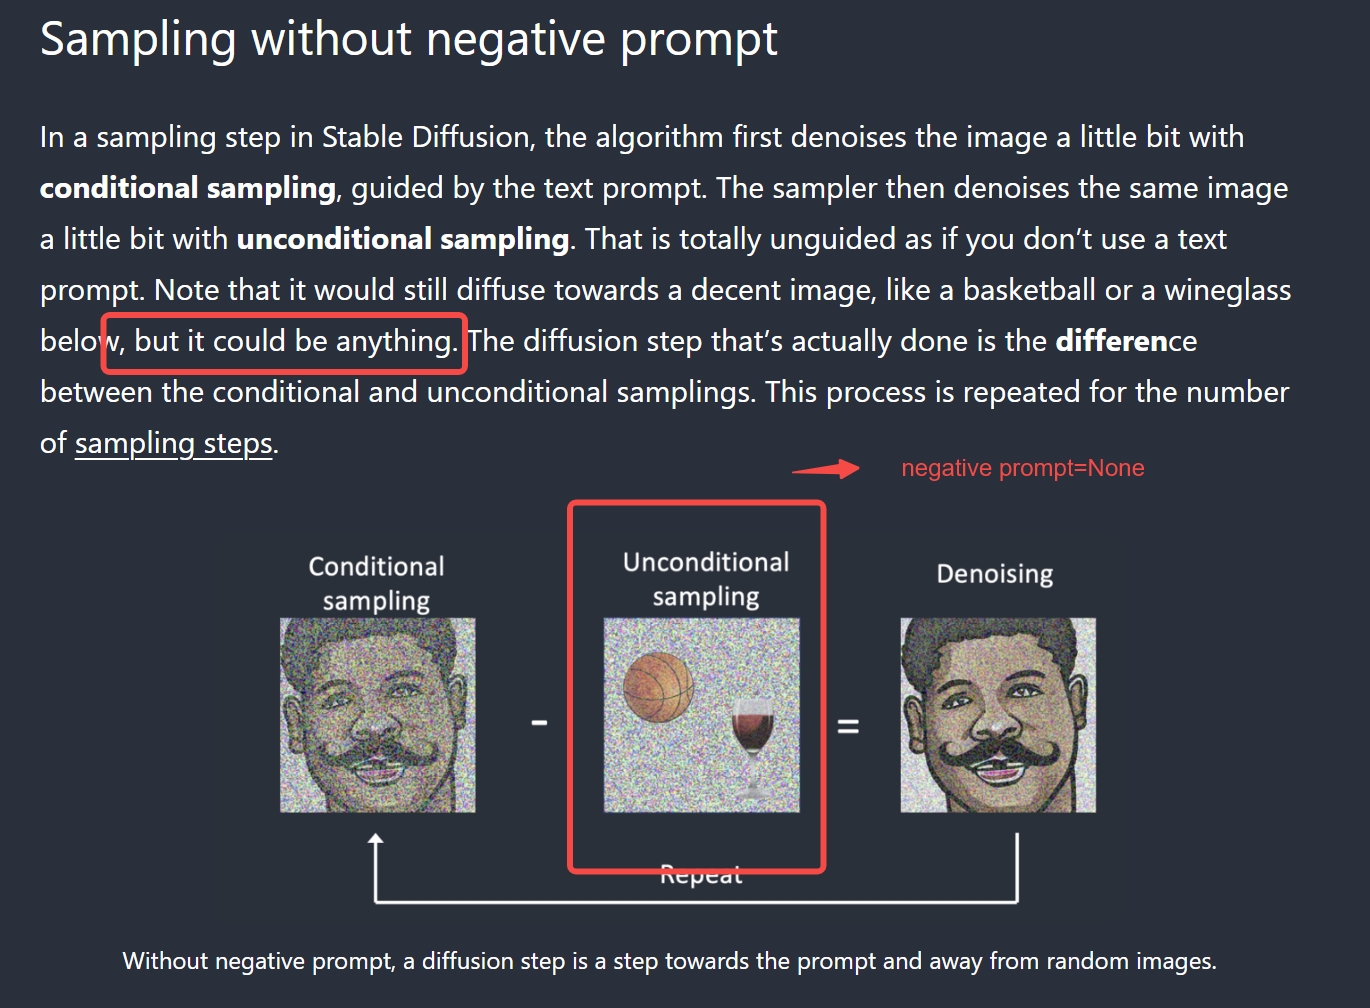 Sampling without negative prompt
In a sampling step in Stable Diffusion, the algorithm first denoises the image a little bit with
conditional sampling, guided by the text prompt. The sampler then denoises the same image
a little bit with unconditional sampling. That is totally unguided as if you don’t use a text
prompt. Note that it would still diffuse towards a decent image, like a basketball or a wineglass
below, but it could be anything. The diffusion step that’s actually done is the difference
between the conditional and unconditional samplings. This process is repeated for the number
of sampling steps.
negative prompt=None
Conditional
sampling
-
Unconditional
sampling
=
Denoising
Repeat
Without negative prompt, a diffusion step is a step towards the prompt and away from random images.